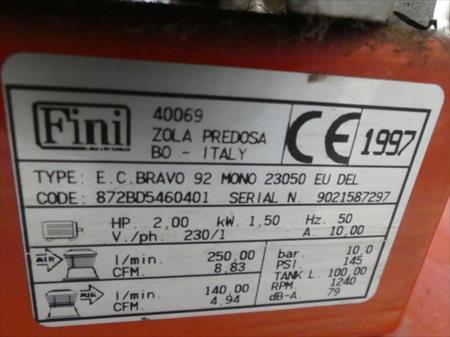 Fini
40069
ZOLA PREDOSA
BO - ITALY
CE 1997
TYPE: E.C.BRAVO 92 MONO 23050 EU DEL
CODE: 872BD5460401 SERIAL N. 9021587297
HP. 2,00 kW. 1,50 Hz. 50
V./ph. 230/1 A. 10,00
AIR
l/min. 250,00
CFM. 8,83
AIR
l/min. 140,00
CFM. 4,94
bar. 10,0
PSI. 145
TANK L. 100,00
RPM. 1240
dB-A. 79